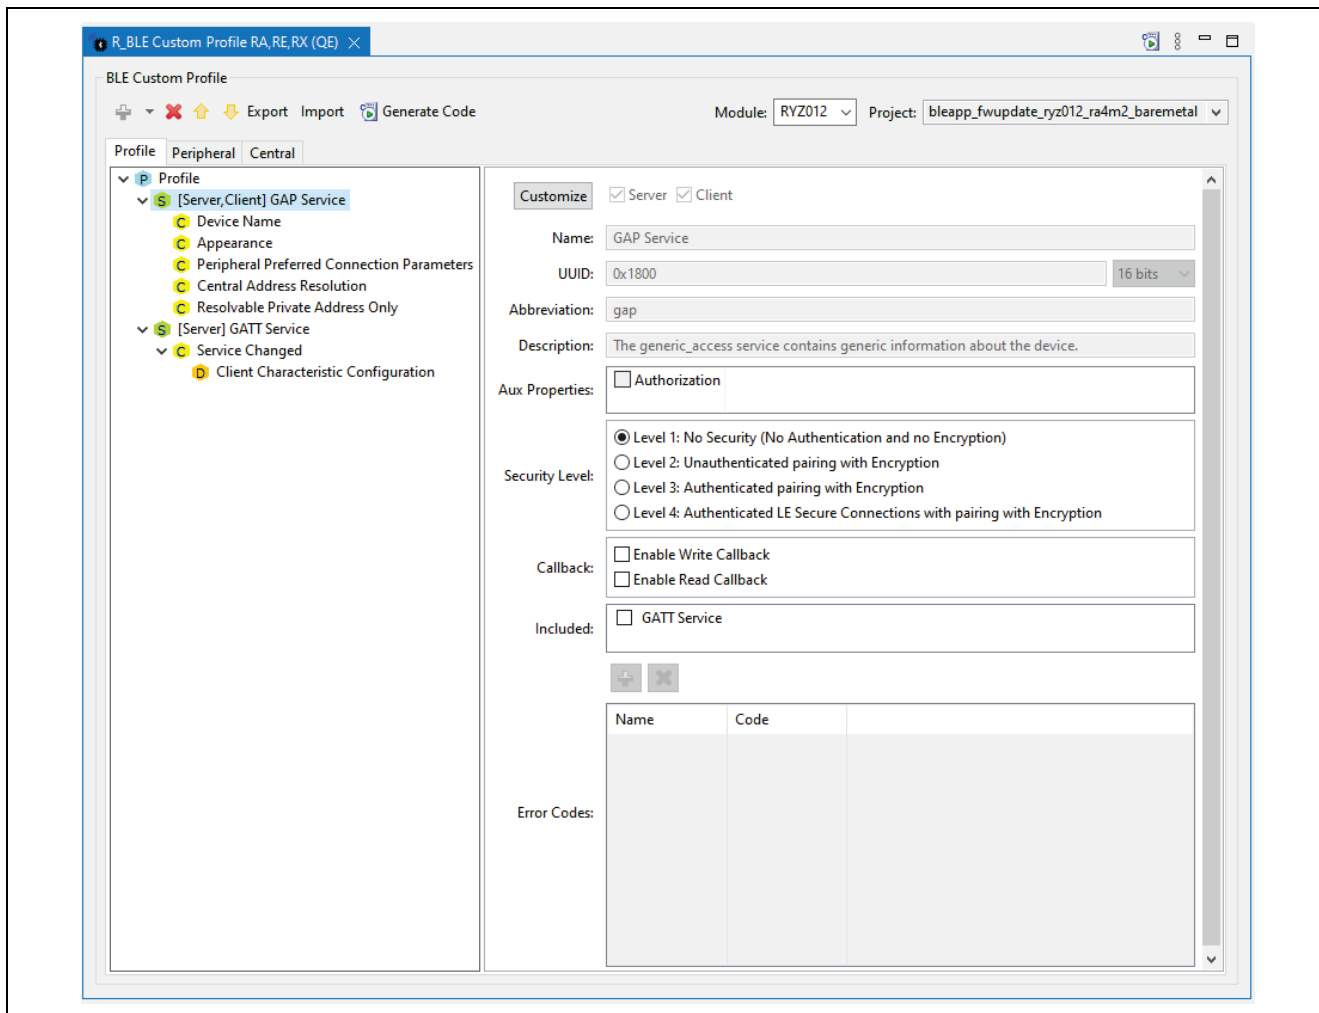 R_BLE Custom Profile RA,RE,RX (QE)
BLE Custom Profile
Export Import Generate Code Module: RYZ012 Project: bleapp_fwupdate_ryz012_ra4m2_baremetal
Profile Peripheral Central
P Profile
S [Server,Client] GAP Service
C Device Name
C Appearance
C Peripheral Preferred Connection Parameters
C Central Address Resolution
C Resolvable Private Address Only
S [Server] GATT Service
C Service Changed
D Client Characteristic Configuration
Customize Server Client
Name: GAP Service
UUID: 0x1800 16 bits
Abbreviation: gap
Description: The generic_access service contains generic information about the device.
Aux Properties: Authorization
Security Level:
Level 1: No Security (No Authentication and no Encryption)
Level 2: Unauthenticated pairing with Encryption
Level 3: Authenticated pairing with Encryption
Level 4: Authenticated LE Secure Connections with pairing with Encryption
Callback:
Enable Write Callback
Enable Read Callback
Included: GATT Service
Name Code
Error Codes: